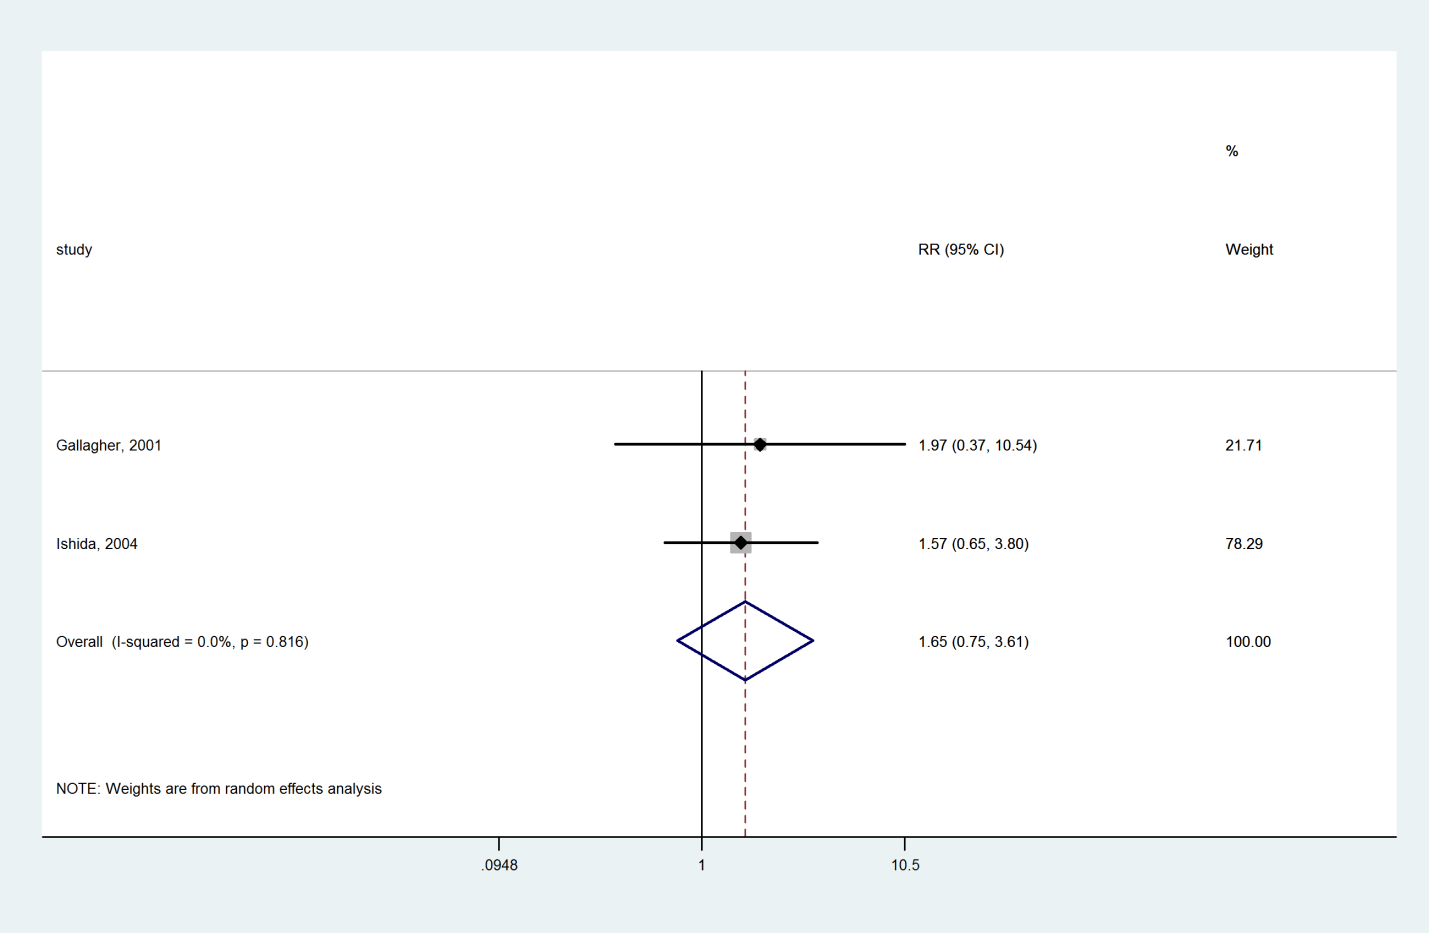 %
study RR (95% CI) Weight
Gallagher, 2001 1.97 (0.37, 10.54) 21.71
Ishida, 2004 1.57 (0.65, 3.80) 78.29
Overall  (I-squared = 0.0%, p = 0.816) 1.65 (0.75, 3.61) 100.00
NOTE: Weights are from random effects analysis
.0948 1 10.5